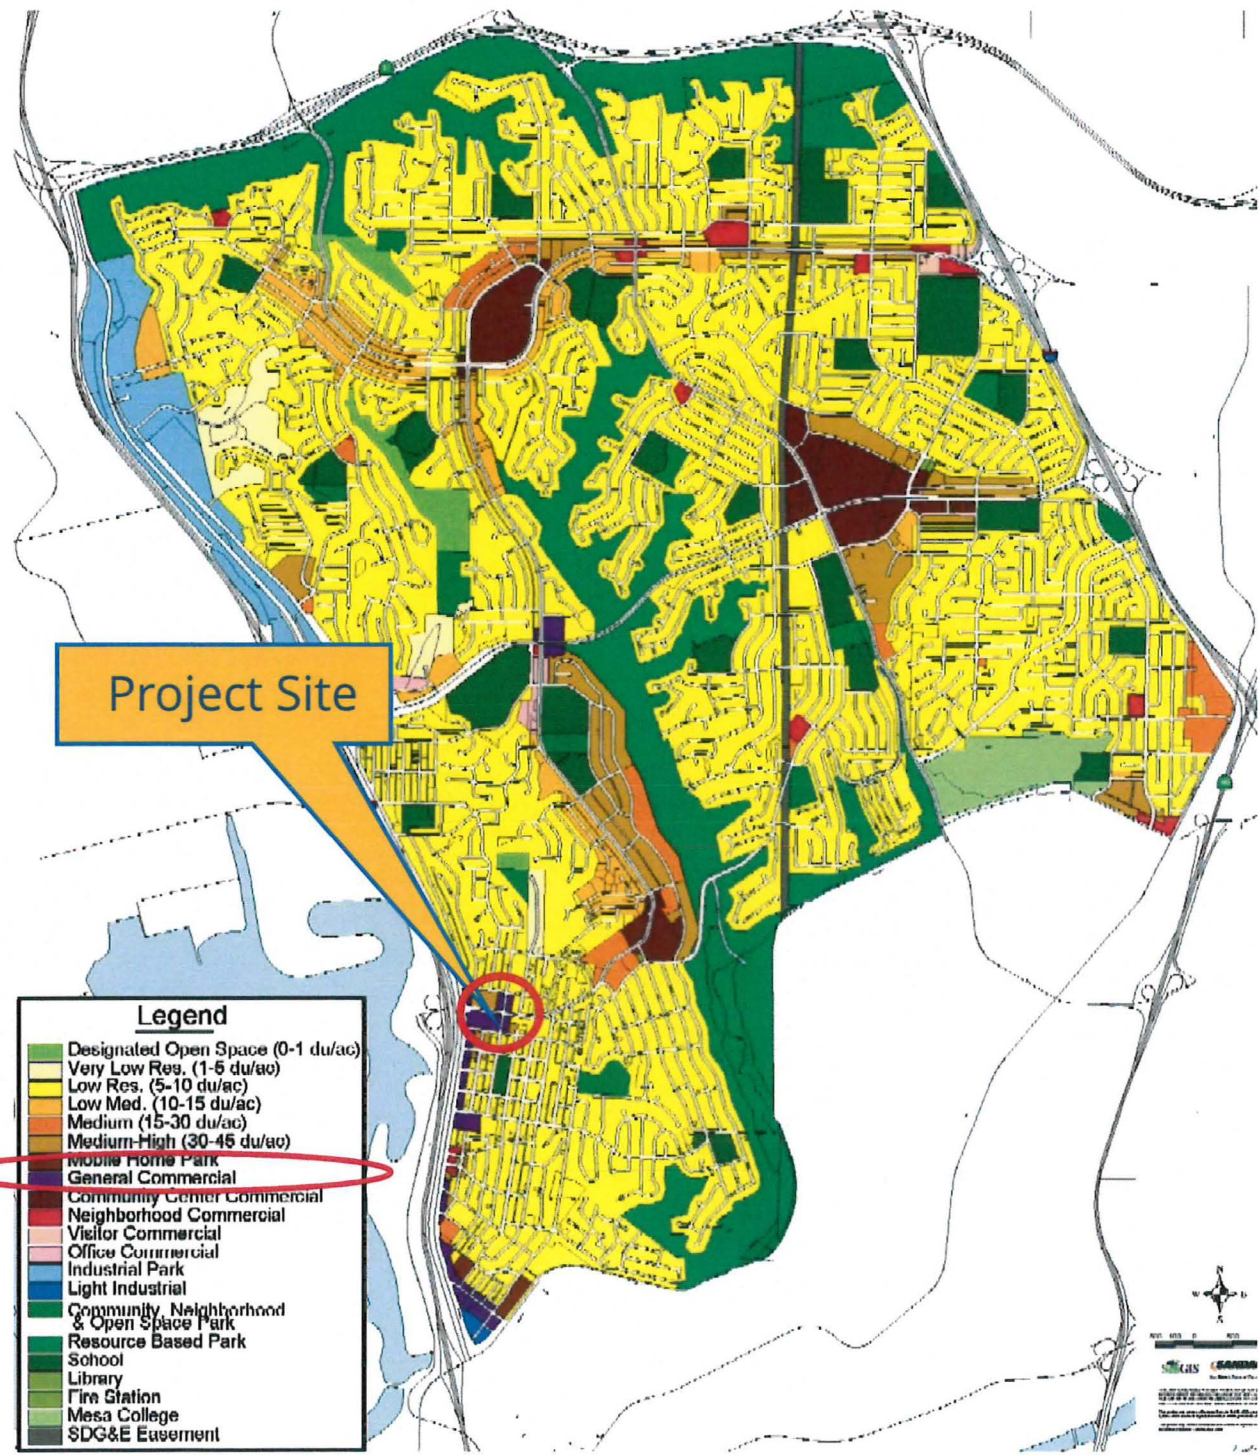 Project Site
Legend
Designated Open Space (0-1 du/ac)
Very Low Res. (1-5 du/ac)
Low Res. (5-10 du/ac)
Low Med. (10-15 du/ac)
Medium (15-30 du/ac)
Medium-High (30-45 du/ac)
Mobile Home Park
General Commercial
Community Center Commercial
Neighborhood Commercial
Visitor Commercial
Office Commercial
Industrial Park
Light Industrial
Community, Neighborhood
& Open Space Park
Resource Based Park
School
Library
Fire Station
Mesa College
SDG&E Easement
N
W
S